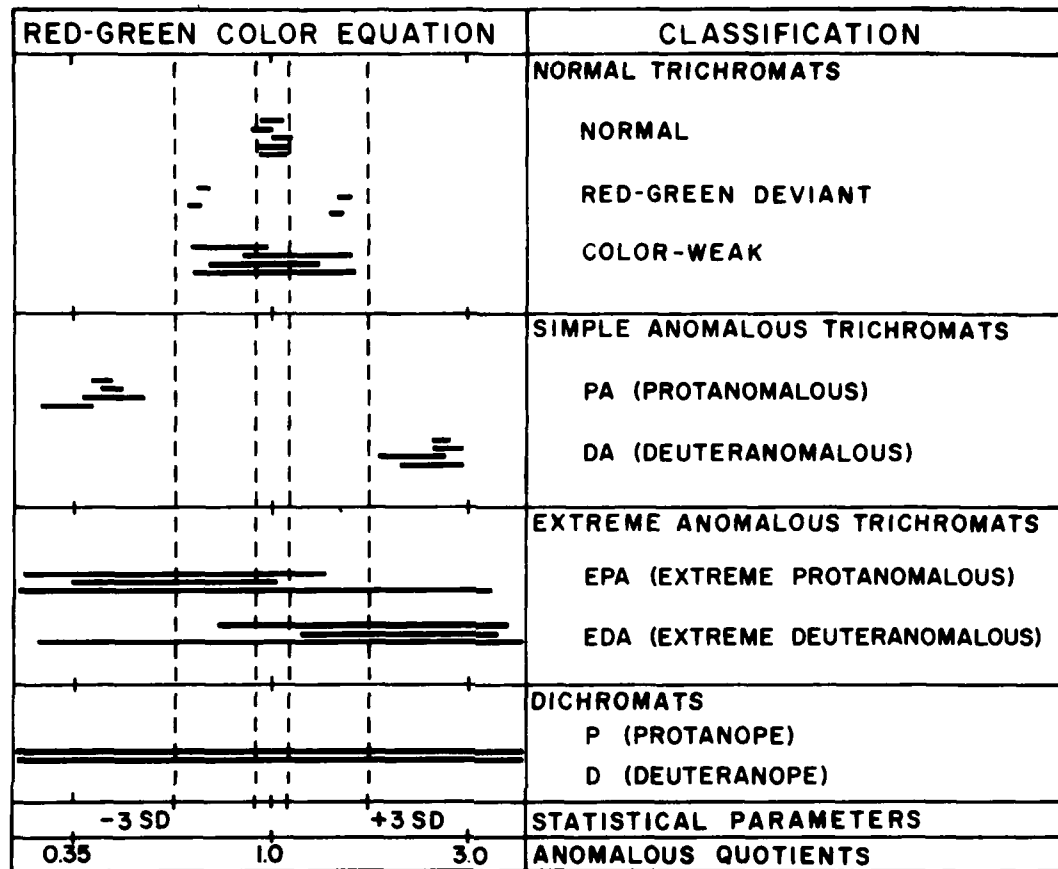 RED-GREEN COLOR EQUATION
CLASSIFICATION
NORMAL TRICHROMATS
NORMAL
RED-GREEN DEVIANT
COLOR-WEAK
SIMPLE ANOMALOUS TRICHROMATS
PA (PROTANOMALOUS)
DA (DEUTERANOMALOUS)
EXTREME ANOMALOUS TRICHROMATS
EPA (EXTREME PROTANOMALOUS)
EDA (EXTREME DEUTERANOMALOUS)
DICHROMATS
P (PROTANOPE)
D (DEUTERANOPE)
-3 SD +3 SD STATISTICAL PARAMETERS
0.35 1.0 3.0 ANOMALOUS QUOTIENTS